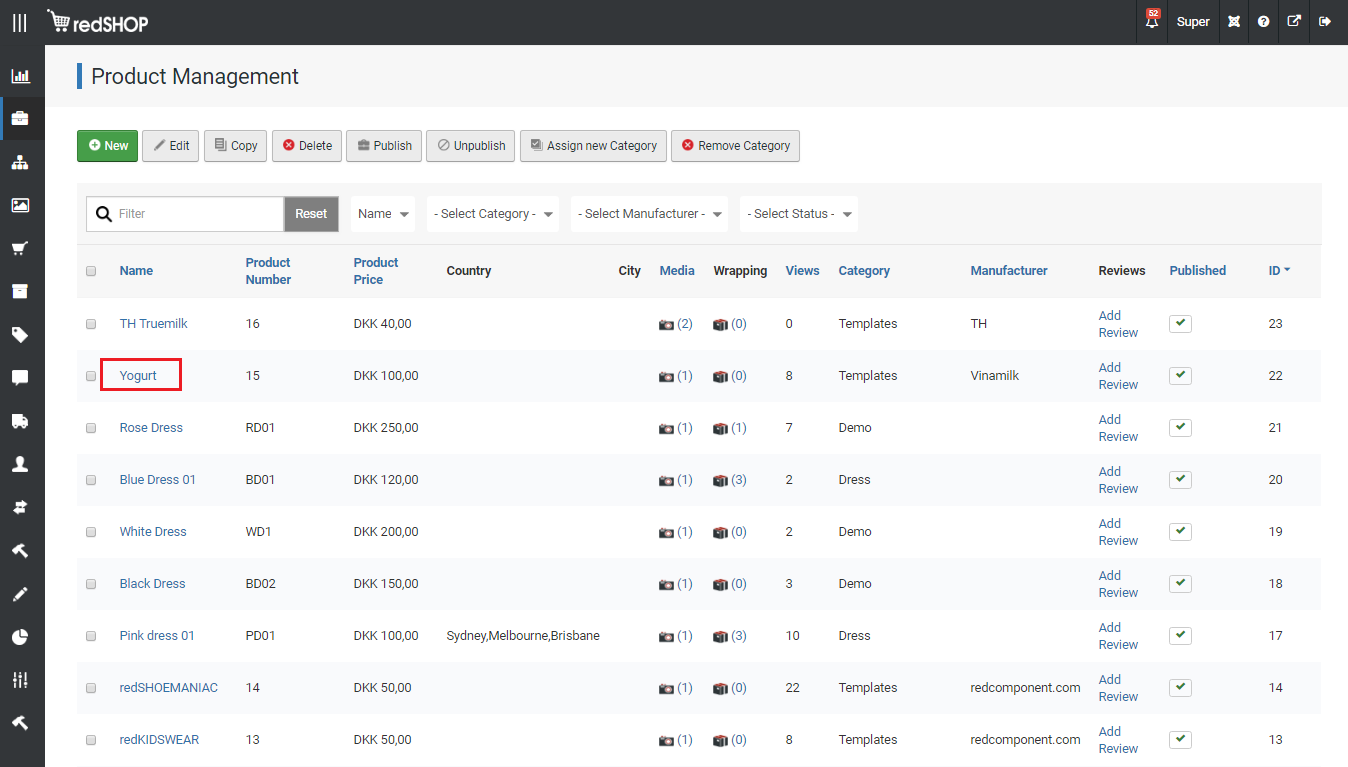 redSHOP
52
Super
Product Management
New Edit Copy Delete Publish Unpublish Assign new Category Remove Category
Filter Reset Name - Select Category - - Select Manufacturer - - Select Status -
Name Product Number Product Price Country City Media Wrapping Views Category Manufacturer Reviews Published ID
TH Truemilk 16 DKK 40,00 (2) (0) 0 Templates TH Add Review 23
Yogurt 15 DKK 100,00 (1) (0) 8 Templates Vinamilk Add Review 22
Rose Dress RD01 DKK 250,00 (1) (1) 7 Demo Add Review 21
Blue Dress 01 BD01 DKK 120,00 (1) (3) 2 Dress Add Review 20
White Dress WD1 DKK 200,00 (1) (0) 2 Demo Add Review 19
Black Dress BD02 DKK 150,00 (1) (0) 3 Demo Add Review 18
Pink dress 01 PD01 DKK 100,00 Sydney,Melbourne,Brisbane (1) (3) 10 Dress Add Review 17
redSHOEMANIAC 14 DKK 50,00 (1) (0) 22 Templates redcomponent.com Add Review 14
redKIDSWEAR 13 DKK 50,00 (1) (0) 8 Templates redcomponent.com Add Review 13